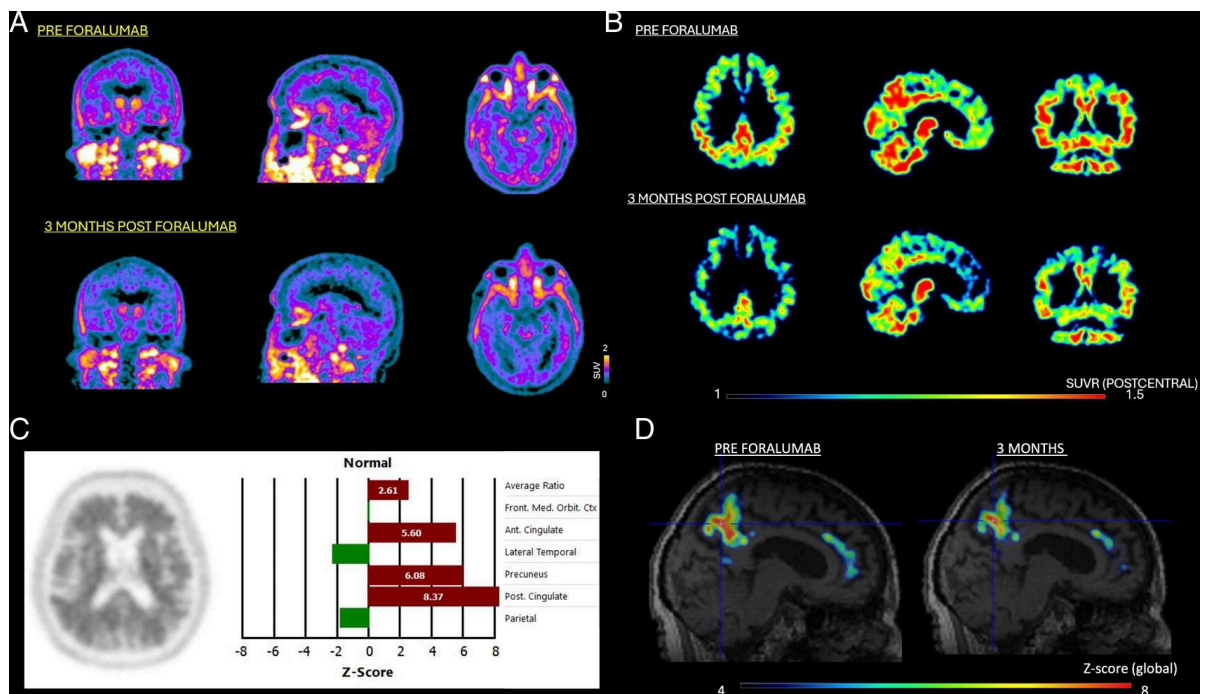 A
PRE FORALUMAB
3 MONTHS POST FORALUMAB
2
SUV
0
B
PRE FORALUMAB
3 MONTHS POST FORALUMAB
SUVR (POSTCENTRAL)
1
1.5
C
Normal
2.61
Average Ratio
Front. Med. Orbit. Ctx
5.60
Ant. Cingulate
Lateral Temporal
6.08
Precuneus
8.37
Post. Cingulate
Parietal
-8 -6 -4 -2 0 2 4 6 8
Z-Score
D
PRE FORALUMAB
3 MONTHS
Z-score (global)
4
8